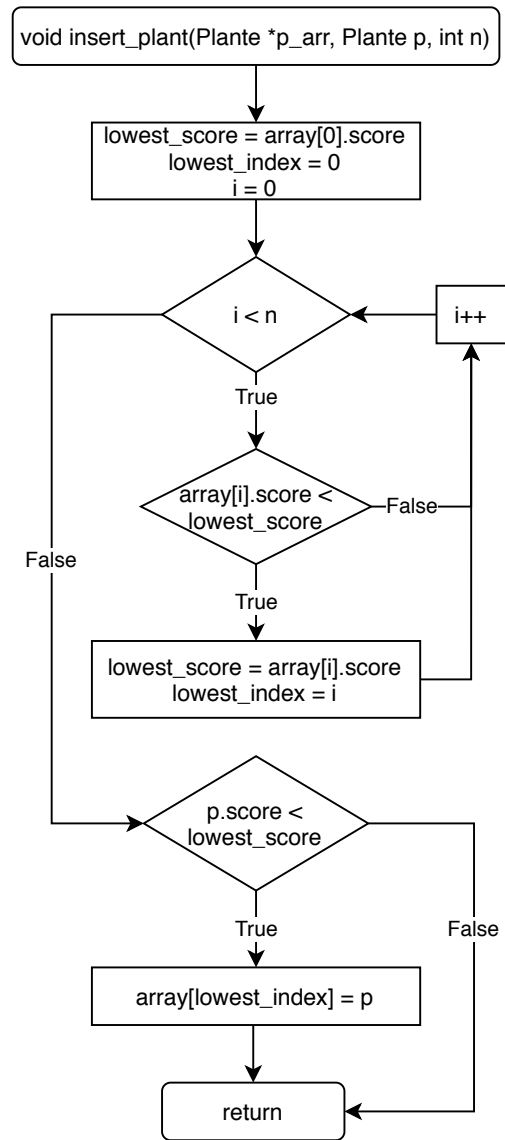 void insert_plant(Plante *p_arr, Plante p, int n)
lowest_score = array[0].score
lowest_index = 0
i = 0
i < n
i++
True
array[i].score <
lowest_score
False
False
True
lowest_score = array[i].score
lowest_index = i
p.score <
lowest_score
True
False
array[lowest_index] = p
return